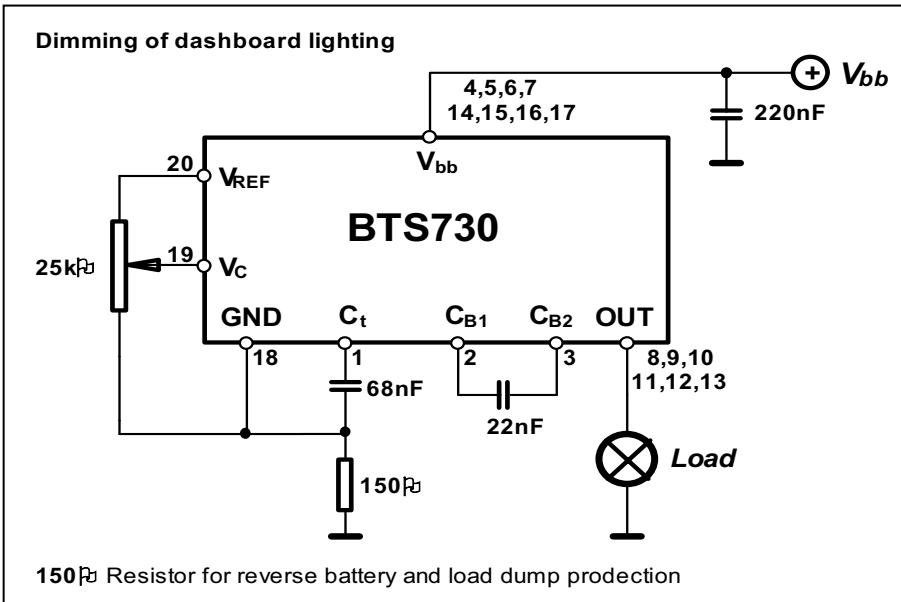 Dimming of dashboard lighting
Vbb
4,5,6,7
14,15,16,17
220nF
Vbb
20
VREF
BTS730
19
VC
25k
GND
Ct
CB1
CB2
OUT
18
1
2
3
8,9,10
11,12,13
68nF
22nF
Load
150
150 Resistor for reverse battery and load dump prodection